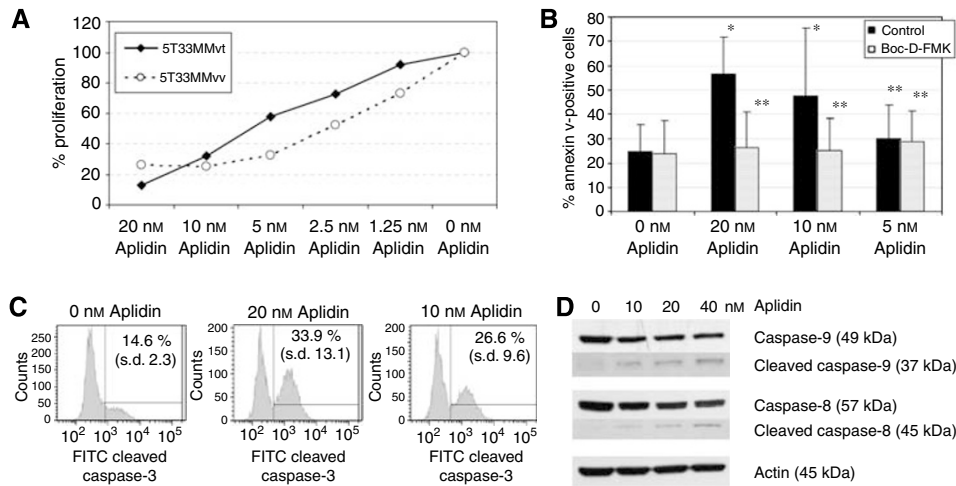 A
120
100
80
60
40
20
0
% proliferation
5T33MMvt
5T33MMvv
20 nM 10 nM 5 nM 2.5 nM 1.25 nM 0 nM
Aplidin Aplidin Aplidin Aplidin Aplidin Aplidin
B
80
70
60
50
40
30
20
10
0
% annexin v-positive cells
Control
Boc-D-FMK
* * ** ** ** **
0 nM 20 nM 10 nM 5 nM
Aplidin Aplidin Aplidin Aplidin
C
0 nM Aplidin
250
200
150
100
50
0
Counts
14.6 %
(s.d. 2.3)
10² 10³ 10⁴ 10⁵
FITC cleaved
caspase-3
20 nM Aplidin
200
150
100
50
0
Counts
33.9 %
(s.d. 13.1)
10² 10³ 10⁴ 10⁵
FITC cleaved
caspase-3
10 nM Aplidin
200
150
100
50
0
Counts
26.6 %
(s.d. 9.6)
10² 10³ 10⁴ 10⁵
FITC cleaved
caspase-3
D
0 10 20 40 nM Aplidin
Caspase-9 (49 kDa)
Cleaved caspase-9 (37 kDa)
Caspase-8 (57 kDa)
Cleaved caspase-8 (45 kDa)
Actin (45 kDa)